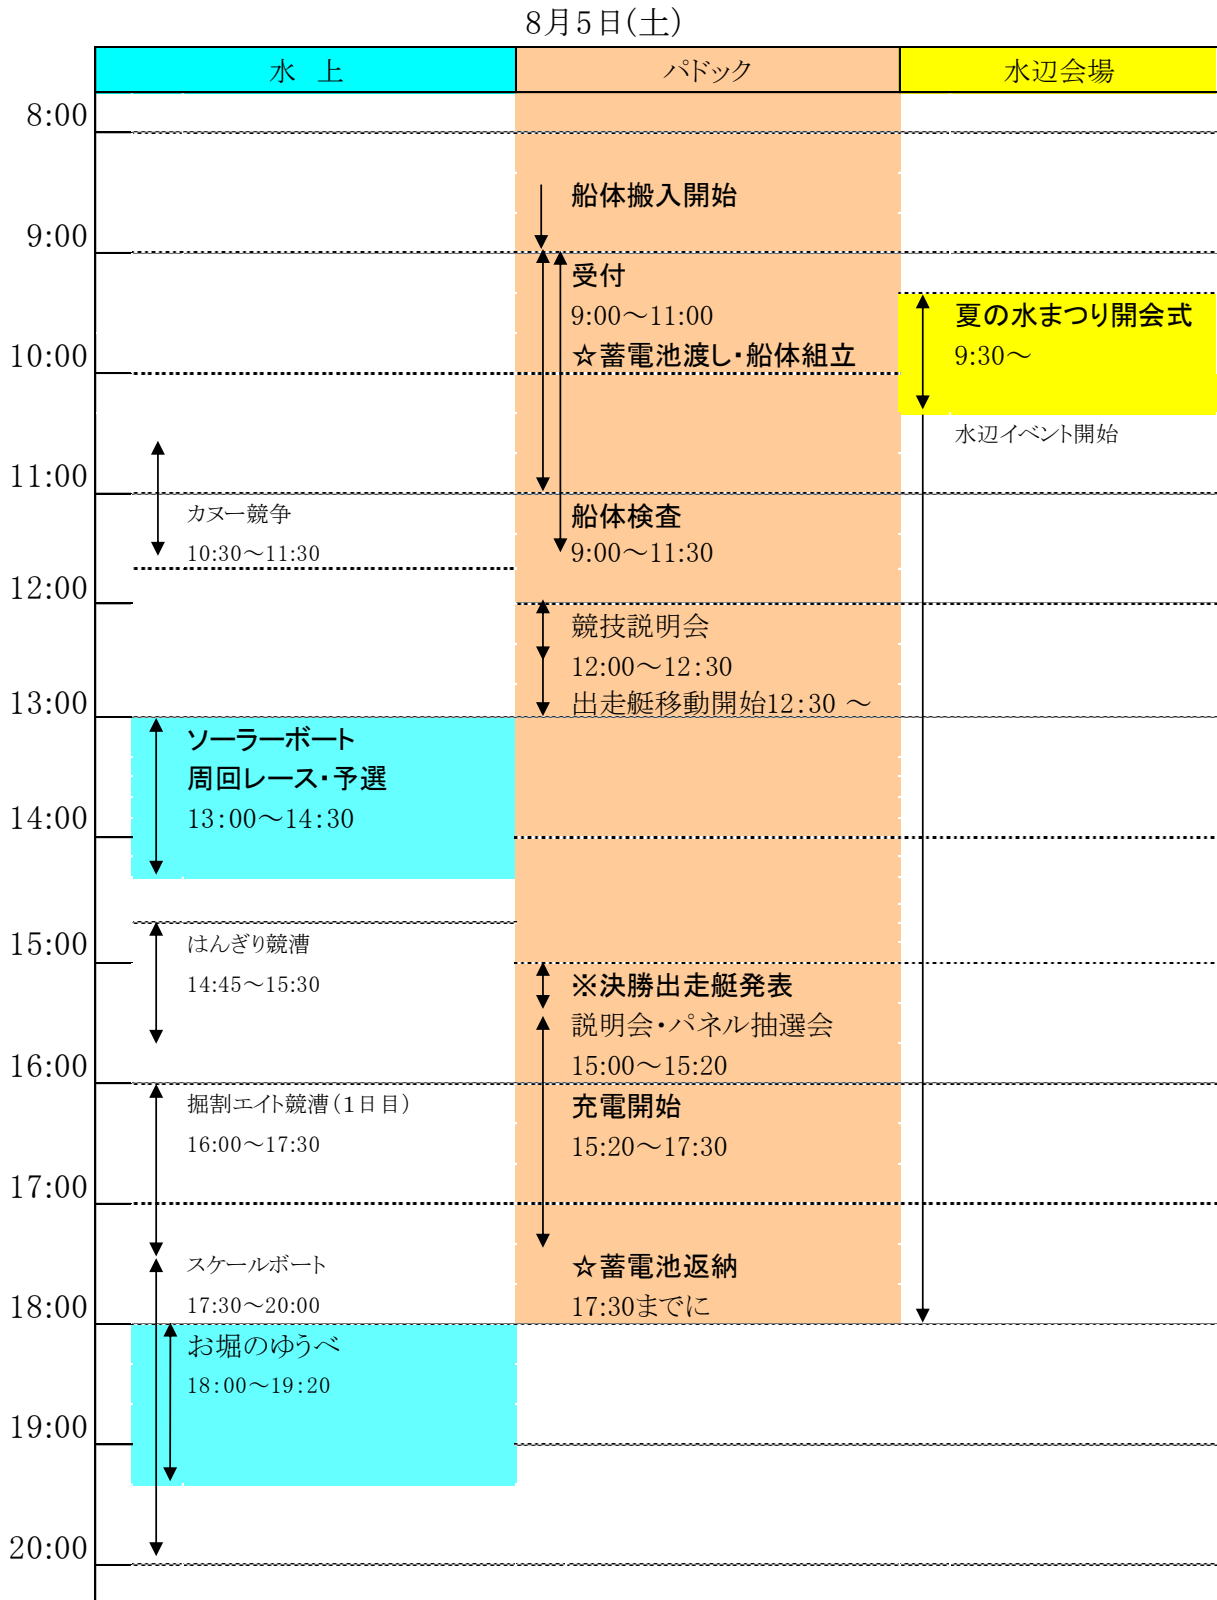 8月5日(土)
水 上
パドック
水辺会場
8:00
船体搬入開始
9:00
受付
9:00～11:00
☆蓄電池渡し・船体組立
夏の水まつり開会式
9:30～
10:00
水辺イベント開始
11:00
カヌー競争
10:30～11:30
船体検査
9:00～11:30
12:00
競技説明会
12:00～12:30
出走艇移動開始12:30 ～
13:00
ソーラーボート
周回レース・予選
13:00～14:30
14:00
15:00
はんぎり競漕
14:45～15:30
※決勝出走艇発表
説明会・パネル抽選会
15:00～15:20
16:00
掘割エイト競漕(1日目)
16:00～17:30
充電開始
15:20～17:30
17:00
スケールボート
17:30～20:00
☆蓄電池返納
17:30までに
18:00
お堀のゆうべ
18:00～19:20
19:00
20:00